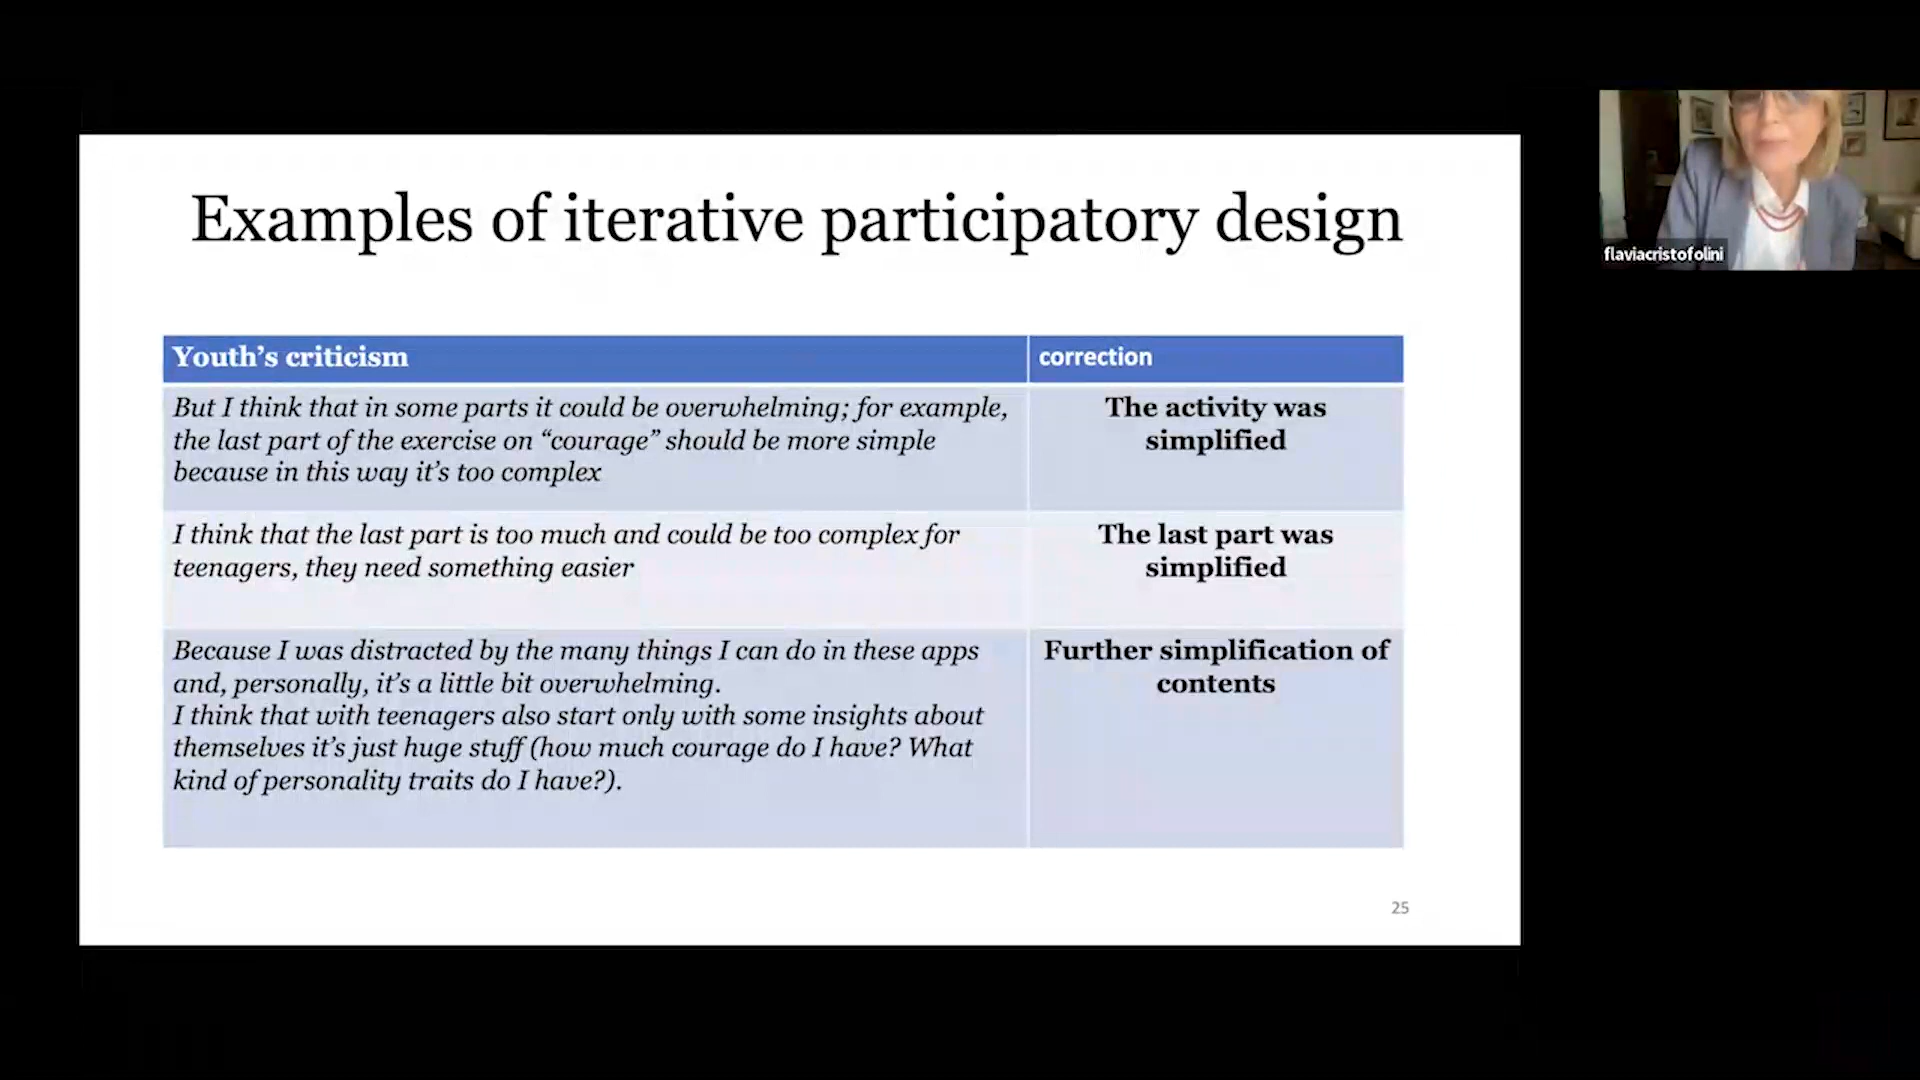 Examples of iterative participatory design
flaviacristofolini
Youth’s criticism
correction
But I think that in some parts it could be overwhelming; for example,
the last part of the exercise on “courage” should be more simple
because in this way it’s too complex
The activity was
simplified
I think that the last part is too much and could be too complex for
teenagers, they need something easier
The last part was
simplified
Because I was distracted by the many things I can do in these apps
and, personally, it’s a little bit overwhelming.
I think that with teenagers also start only with some insights about
themselves it’s just huge stuff (how much courage do I have? What
kind of personality traits do I have?).
Further simplification of
contents
25